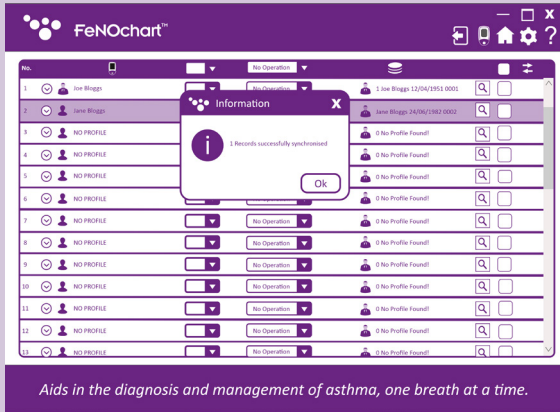 FeNOchart™
?
No. No Operation
1 Joe Bloggs 1 Joe Bloggs 12/04/1951 0001
Information X
2 Jane Bloggs Jane Bloggs 24/06/1982 0002
i 1 Records successfully synchronised
3 NO PROFILE 0 No Profile Found!
4 NO PROFILE 0 No Profile Found!
5 NO PROFILE 0 No Profile Found!
Ok
6 NO PROFILE No Operation 0 No Profile Found!
7 NO PROFILE No Operation 0 No Profile Found!
8 NO PROFILE No Operation 0 No Profile Found!
9 NO PROFILE No Operation 0 No Profile Found!
10 NO PROFILE No Operation 0 No Profile Found!
11 NO PROFILE No Operation 0 No Profile Found!
12 NO PROFILE No Operation 0 No Profile Found!
13 NO PROFILE No Operation 0 No Profile Found!
Aids in the diagnosis and management of asthma, one breath at a time.